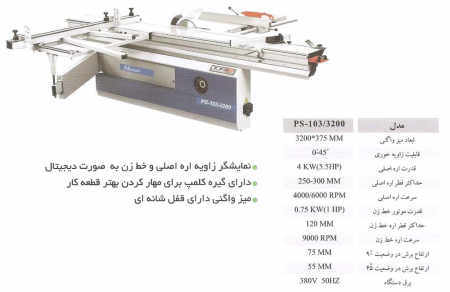 PS-103/3200
نمایشگر زاویه اره اصلی و خط زن به صورت دیجیتال
دارای گیره کلمپ برای مهار کردن بهتر قطعه کار
میز واگنی دارای قفل شانه ای
مدل PS-103/3200
ابعاد میز واگنی 3200*375 MM
قابلیت زاویه خوری 0-45°
قدرت اره اصلی 4 KW(5.5HP)
حداکثر قطر اره اصلی 250-300 MM
سرعت اره اصلی 4000/6000 RPM
قدرت موتور خط زن 0.75 KW(1 HP)
حداکثر قطر اره خط زن 120 MM
سرعت اره خط زن 9000 RPM
ارتفاع برش در وضعیت ۹۰ 75 MM
ارتفاع برش در وضعیت ۴۵ 55 MM
برق دستگاه 380V 50HZ